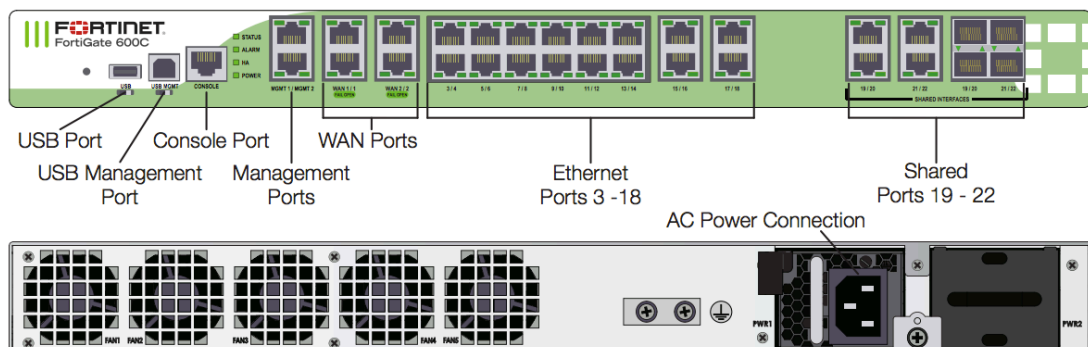 FORTINET
FortiGate 600C
STATUS
ALARM
HA
POWER
USB
USB MGMT
CONSOLE
MGMT 1 / MGMT 2
WAN 1 / 1
FAIL OPEN
WAN 2 / 2
FAIL OPEN
3 / 4
5 / 6
7 / 8
9 / 10
11 / 12
13 / 14
15 / 16
17 / 18
19 / 20
21 / 22
19 / 20
21 / 22
SHARED INTERFACES
USB Port
Console Port
WAN Ports
USB Management
Port
Management
Ports
Ethernet
Ports 3 -18
Shared
Ports 19 - 22
AC Power Connection
FAN1
FAN2
FAN3
FAN4
FAN5
PWR1
PWR2